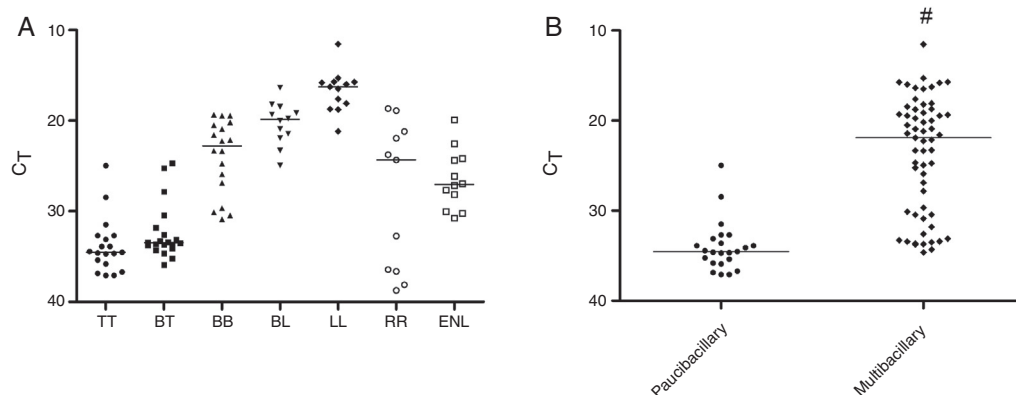 A
10
20
30
40
CT
TT BT BB BL LL RR ENL
B
#
10
20
30
40
CT
Paucibacillary
Multibacillary